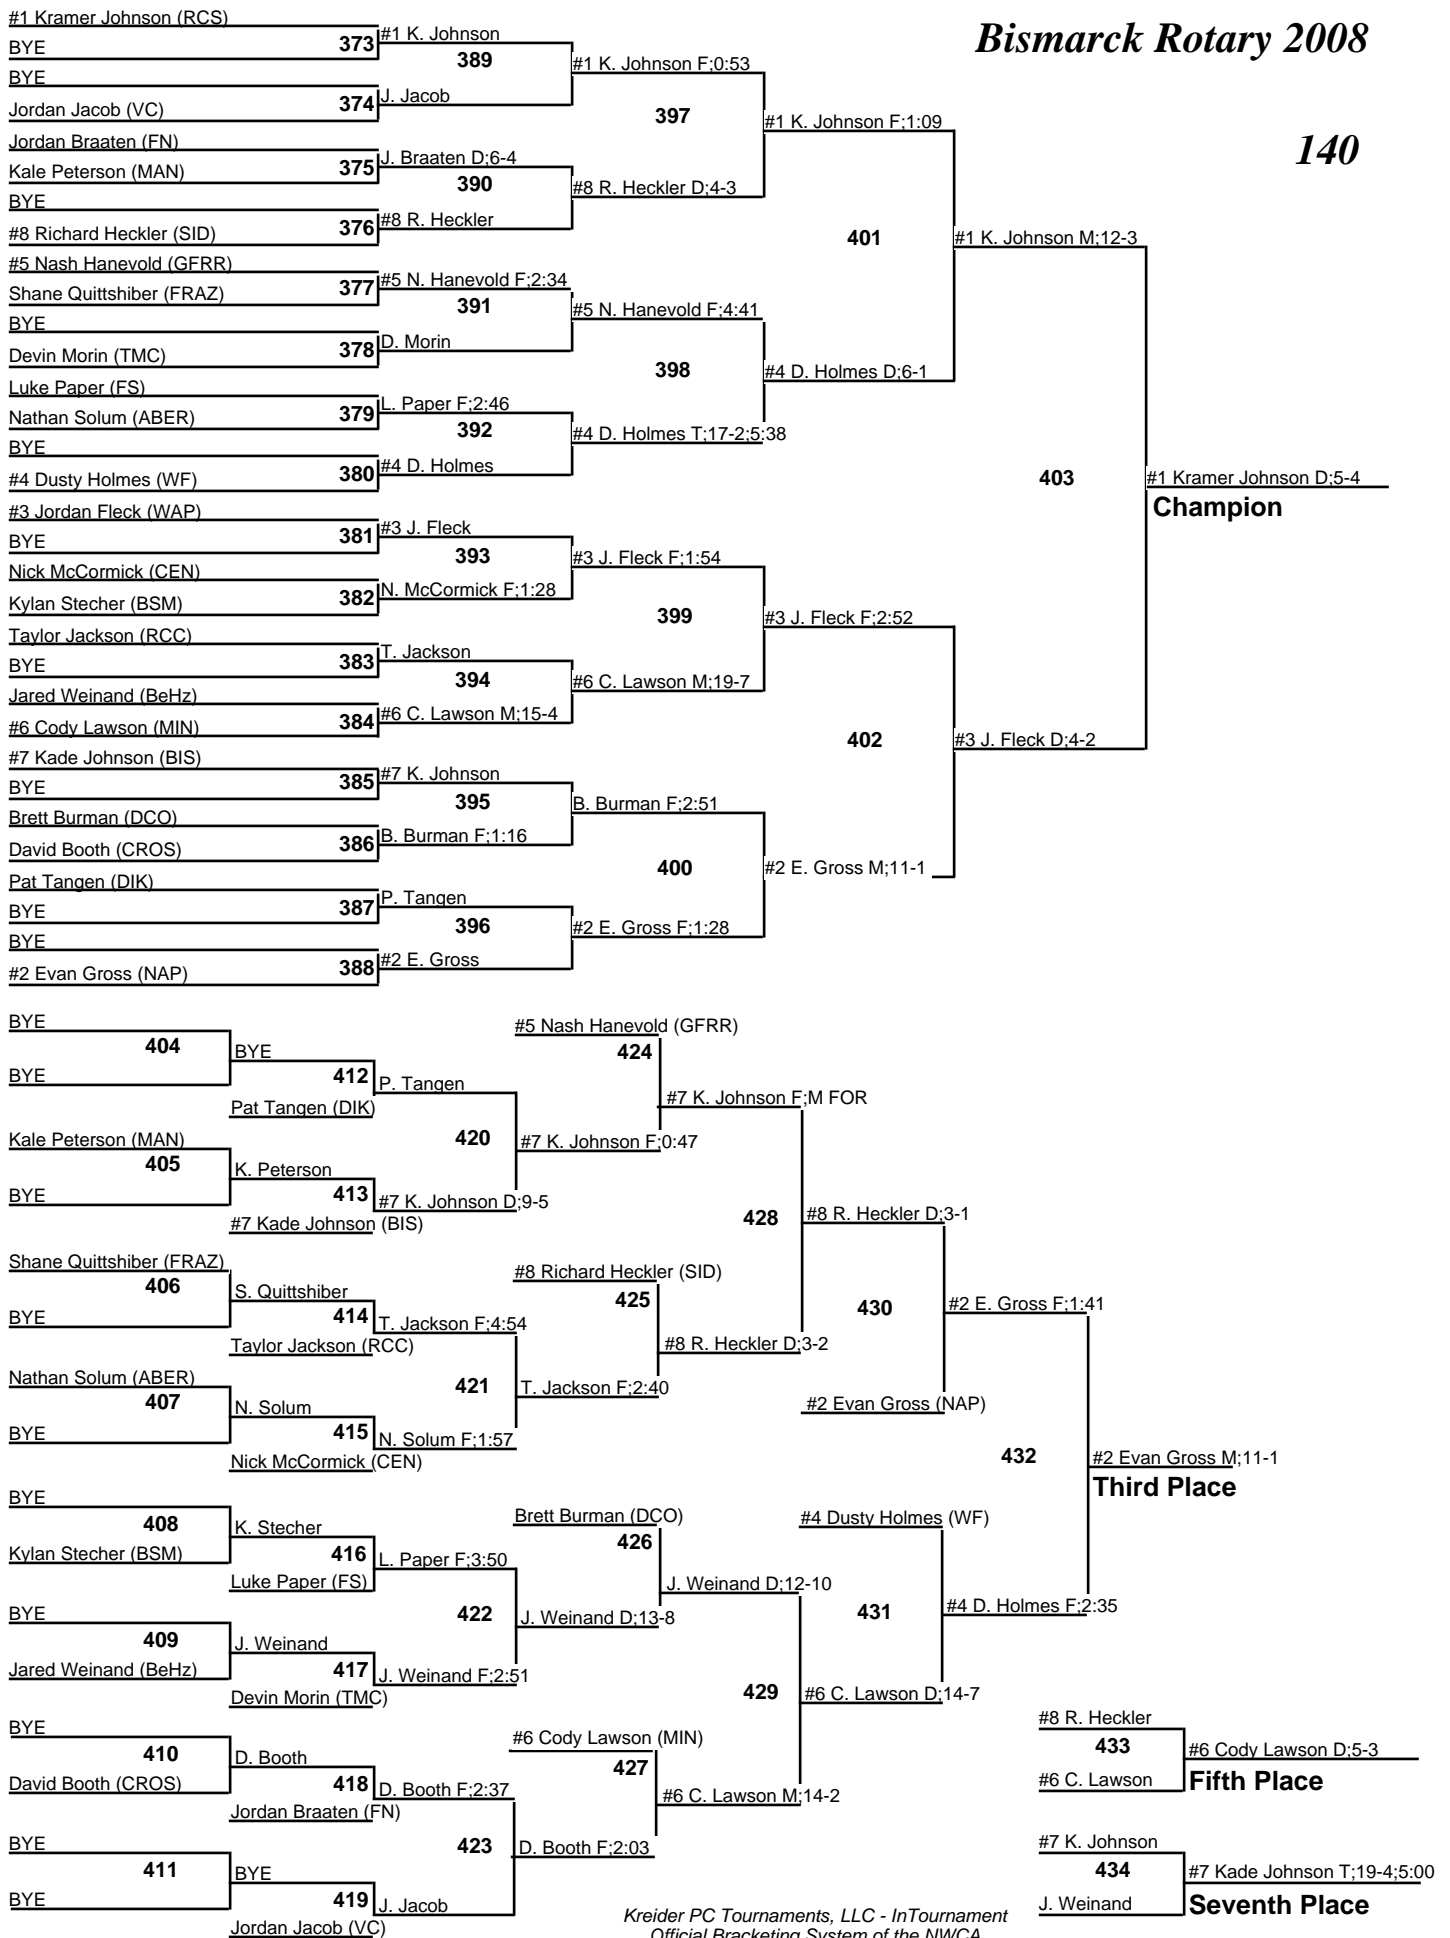 Bismarck Rotary 2008
140
#1 Kramer Johnson (RCS)
BYE
373
BYE
Jordan Jacob (VC)
374
Jordan Braaten (FN)
Kale Peterson (MAN)
375
BYE
#8 Richard Heckler (SID)
376
#5 Nash Hanevold (GFRR)
Shane Quittshiber (FRAZ)
377
BYE
Devin Morin (TMC)
378
Luke Paper (FS)
Nathan Solum (ABER)
379
BYE
#4 Dusty Holmes (WF)
380
#3 Jordan Fleck (WAP)
BYE
381
Nick McCormick (CEN)
Kylan Stecher (BSM)
382
Taylor Jackson (RCC)
BYE
383
Jared Weinand (BeHz)
#6 Cody Lawson (MIN)
384
#7 Kade Johnson (BIS)
BYE
385
Brett Burman (DCO)
David Booth (CROS)
386
Pat Tangen (DIK)
BYE
387
BYE
#2 Evan Gross (NAP)
388
#1 K. Johnson
389
J. Jacob
J. Braaten D;6-4
390
#8 R. Heckler
#5 N. Hanevold F;2:34
391
D. Morin
L. Paper F;2:46
392
#4 D. Holmes
#3 J. Fleck
393
N. McCormick F;1:28
T. Jackson
394
#6 C. Lawson M;15-4
#7 K. Johnson
395
B. Burman F;1:16
P. Tangen
396
#2 E. Gross
#1 K. Johnson F;0:53
397
#8 R. Heckler D;4-3
#5 N. Hanevold F;4:41
398
#4 D. Holmes T;17-2;5:38
#3 J. Fleck F;1:54
399
#6 C. Lawson M;19-7
B. Burman F;2:51
400
#2 E. Gross F;1:28
#1 K. Johnson F;1:09
401
#4 D. Holmes D;6-1
#3 J. Fleck F;2:52
402
#2 E. Gross M;11-1
#1 K. Johnson M;12-3
403
#3 J. Fleck D;4-2
#1 Kramer Johnson D;5-4
Champion
BYE
404
BYE
Kale Peterson (MAN)
405
BYE
Shane Quittshiber (FRAZ)
406
BYE
Nathan Solum (ABER)
407
BYE
BYE
408
Kylan Stecher (BSM)
BYE
409
Jared Weinand (BeHz)
BYE
410
David Booth (CROS)
BYE
411
BYE
BYE
412
Pat Tangen (DIK)
K. Peterson
413
#7 Kade Johnson (BIS)
S. Quittshiber
414
Taylor Jackson (RCC)
N. Solum
415
Nick McCormick (CEN)
K. Stecher
416
Luke Paper (FS)
J. Weinand
417
Devin Morin (TMC)
D. Booth
418
Jordan Braaten (FN)
BYE
419
Jordan Jacob (VC)
P. Tangen
420
#7 K. Johnson D;9-5
T. Jackson F;4:54
421
N. Solum F;1:57
L. Paper F;3:50
422
J. Weinand F;2:51
D. Booth F;2:37
423
J. Jacob
#5 Nash Hanevold (GFRR)
424
#7 K. Johnson F;0:47
#8 Richard Heckler (SID)
425
T. Jackson F;2:40
Brett Burman (DCO)
426
J. Weinand D;13-8
#6 Cody Lawson (MIN)
427
D. Booth F;2:03
#7 K. Johnson F;M FOR
428
#8 R. Heckler D;3-2
J. Weinand D;12-10
429
#6 C. Lawson M;14-2
#8 R. Heckler D;3-1
430
#2 Evan Gross (NAP)
#4 Dusty Holmes (WF)
431
#6 C. Lawson D;14-7
#2 E. Gross F;1:41
432
#4 D. Holmes F;2:35
#2 Evan Gross M;11-1
Third Place
#8 R. Heckler
433
#6 C. Lawson
#6 Cody Lawson D;5-3
Fifth Place
#7 K. Johnson
434
J. Weinand
#7 Kade Johnson T;19-4;5:00
Seventh Place
Kreider PC Tournaments, LLC - InTournament
Official Bracketing System of the NWCA